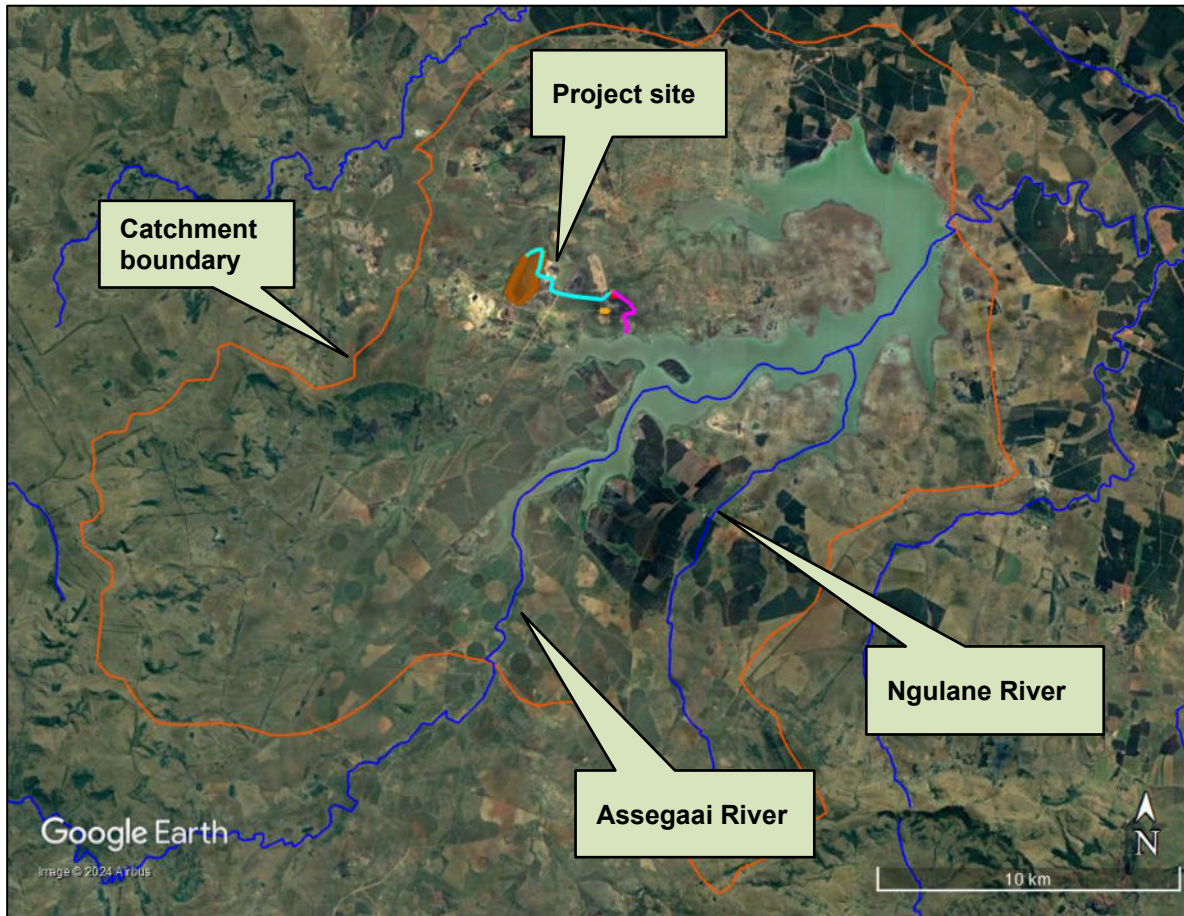 Project site
Catchment
boundary
Ngulane River
Assegaai River
Google Earth
Image © 2024 Airbus
N
10 km